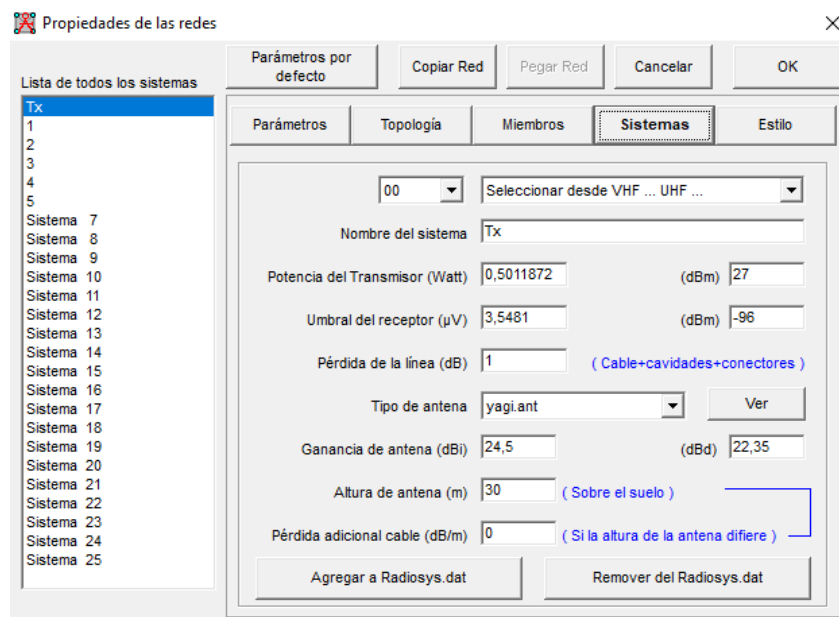 Propiedades de las redes
Parámetros por defecto
Copiar Red
Pegar Red
Cancelar
OK
Lista de todos los sistemas
Tx
1
2
3
4
5
Sistema 7
Sistema 8
Sistema 9
Sistema 10
Sistema 11
Sistema 12
Sistema 13
Sistema 14
Sistema 15
Sistema 16
Sistema 17
Sistema 18
Sistema 19
Sistema 20
Sistema 21
Sistema 22
Sistema 23
Sistema 24
Sistema 25
Parámetros
Topología
Miembros
Sistemas
Estilo
00 Seleccionar desde VHF ... UHF ...
Nombre del sistema Tx
Potencia del Transmisor (Watt) 0,5011872 (dBm) 27
Umbral del receptor (µV) 3,5481 (dBm) -96
Pérdida de la línea (dB) 1 ( Cable+cavidades+conectores )
Tipo de antena yagi.ant Ver
Ganancia de antena (dBi) 24,5 (dBd) 22,35
Altura de antena (m) 30 ( Sobre el suelo )
Pérdida adicional cable (dB/m) 0 ( Si la altura de la antena difiere )
Agregar a Radiosys.dat
Remover del Radiosys.dat